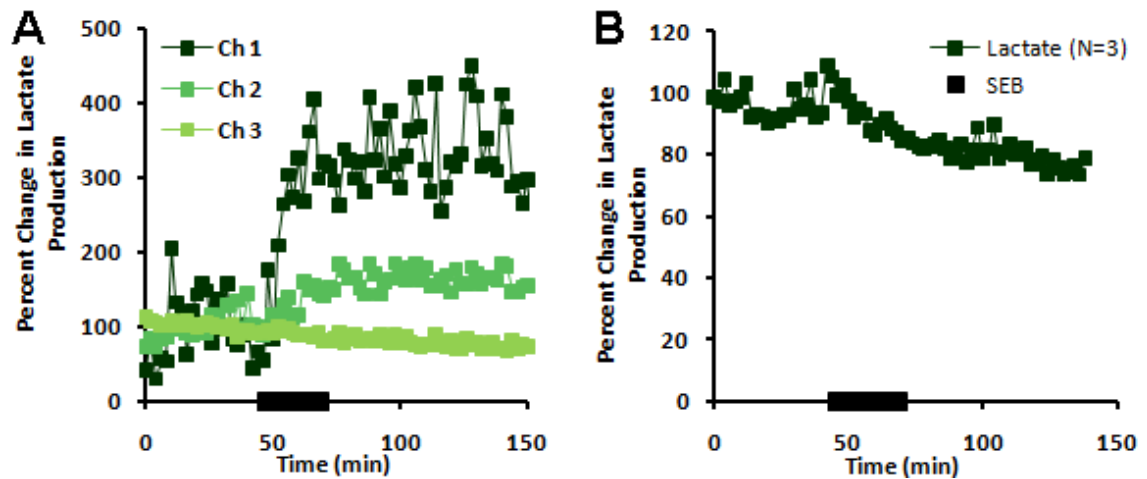 A
Percent Change in Lactate
Production
500
400
300
200
100
0
Ch 1
Ch 2
Ch 3
0
50
100
150
Time (min)
B
Percent Change in Lactate
Production
120
100
80
60
40
20
0
Lactate (N=3)
SEB
0
50
100
150
Time (min)